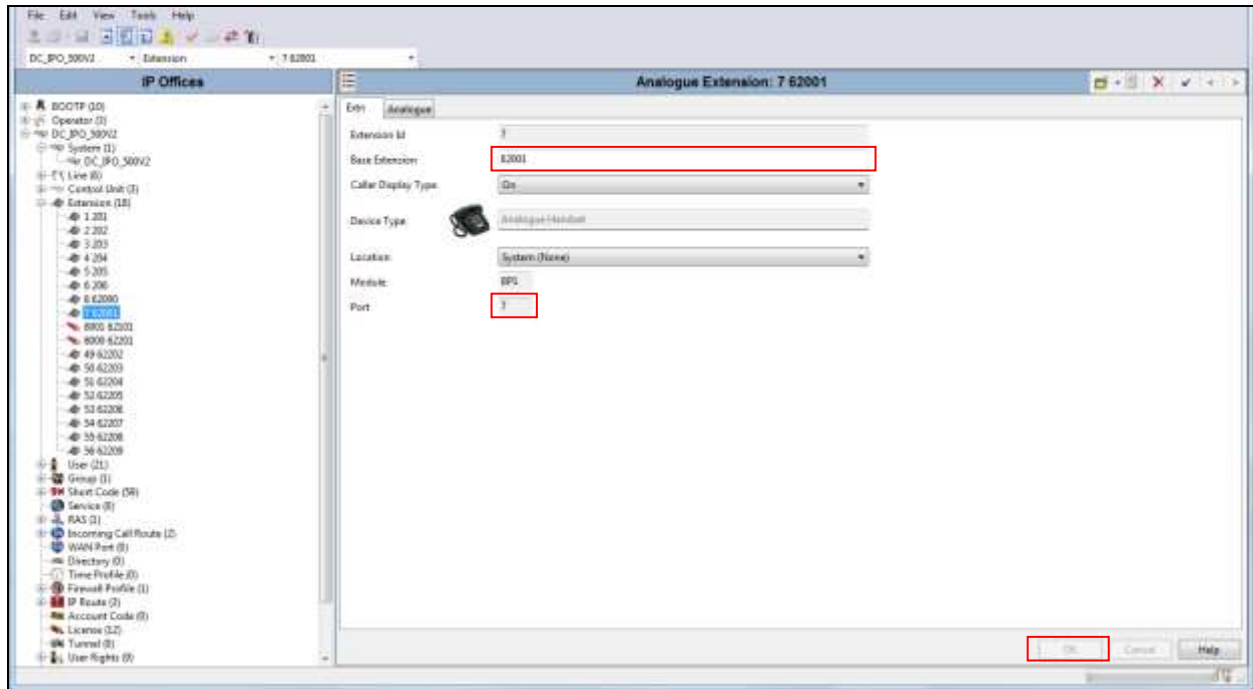 File Edit View Tools Help
DC_IPO_500V2 Extension 7 62001
IP Offices
BOOTP (10)
Operator (3)
DC_IPO_500V2
System (1)
DC_IPO_500V2
Line (6)
Control Unit (3)
Extension (18)
1 201
2 202
3 203
4 204
5 205
6 206
8 62000
7 62001
8001 62101
8000 62201
49 62202
50 62203
51 62204
52 62205
53 62206
54 62207
55 62208
56 62209
User (21)
Group (1)
Short Code (59)
Service (0)
RAS (1)
Incoming Call Route (2)
WAN Port (0)
Directory (0)
Time Profile (0)
Firewall Profile (1)
IP Route (2)
Account Code (0)
License (12)
Tunnel (0)
User Rights (9)
Analogue Extension: 7 62001
Extn Analogue
Extension Id 7
Base Extension 62001
Caller Display Type On
Device Type Analogue Handset
Location System (None)
Module BP1
Port 7
OK Cancel Help